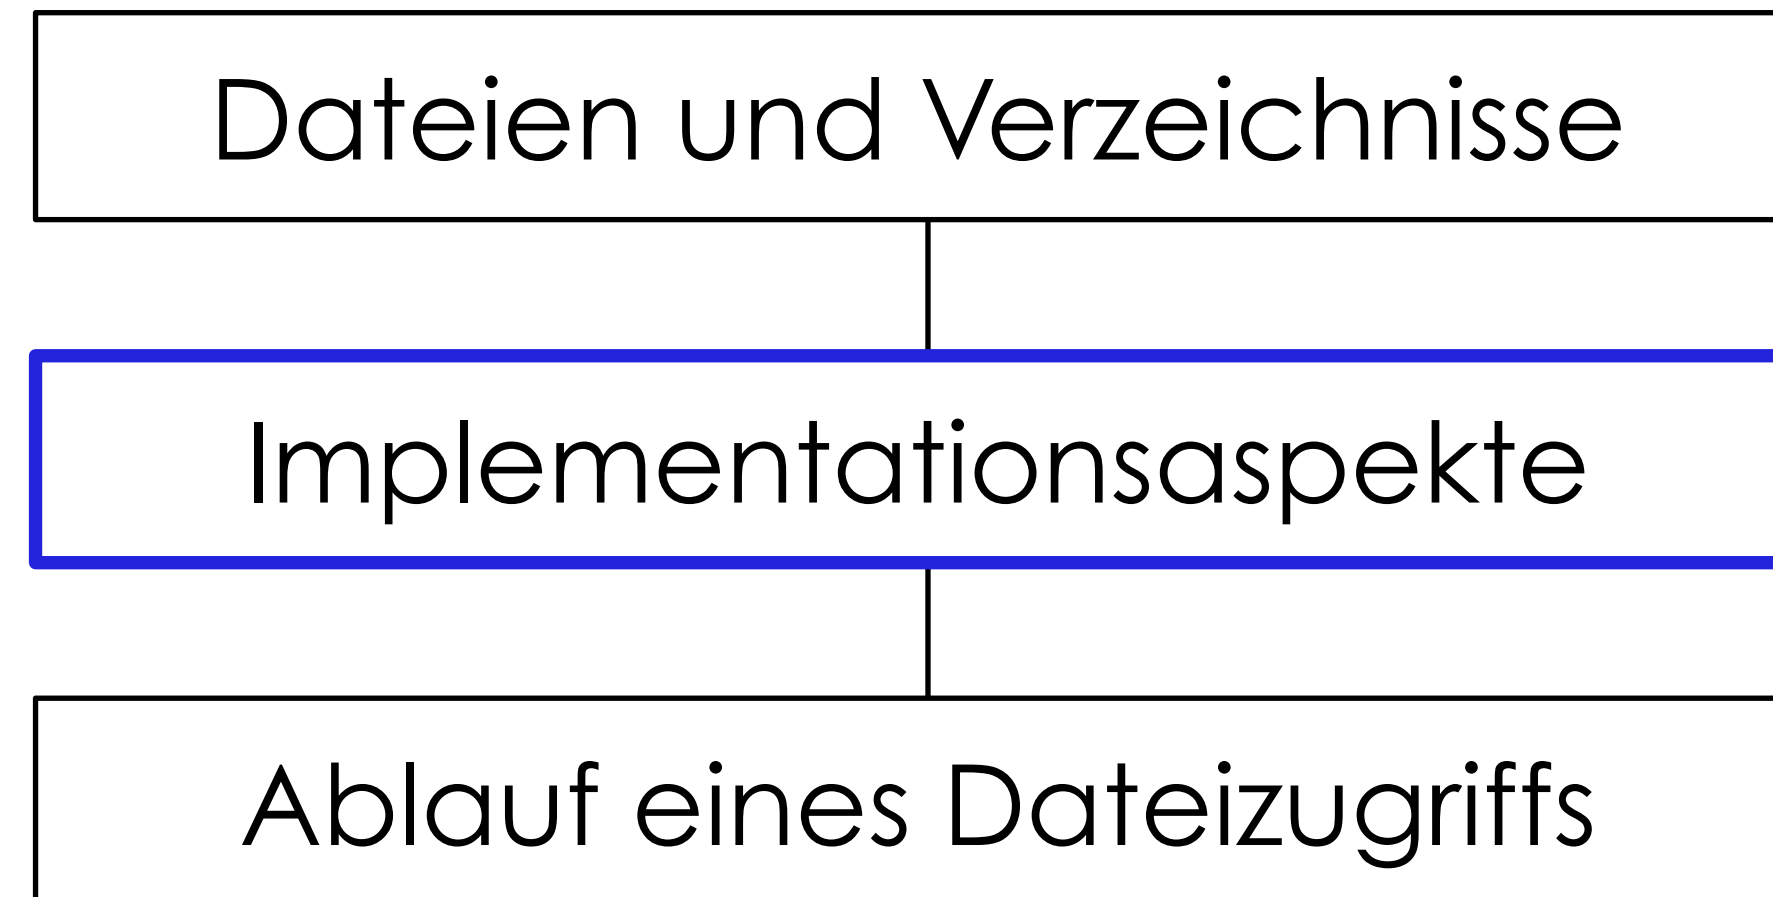 Dateien und Verzeichnisse
Implementationsaspekte
Ablauf eines Dateizugriffs